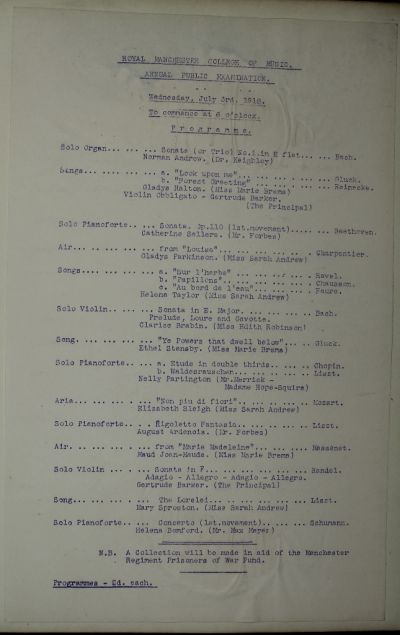 ROYAL MANCHESTER COLLEGE OF MUSIC.
ANNUAL PUBLIC EXAMINATION.
Wednesday, July 3rd. 1918.
To commence at 6 o'clock.
Programme.
Solo Organ... ... ... Sonata (or Trio) No.1.in E flat... ... Bach.
Norman Andrew. (Dr. Keighley)
Songs... ... ... ... a. "Look upon me"... ... ... ... Gluck.
b. "Forest Greeting" ... ... ... Reinecke.
Gladys Halton. (Miss Marie Brema)
Violin Obbligato - Gertrude Barker.
(The Principal)
Solo Pianoforte.. ... Sonata. Op.110 (1st.movement)..... ... Beethoven.
Catherine Sellers. (Mr. Forbes)
Air... ... ... ... ... from "Louise"... ... ... ... ... . Charpentier.
Gladys Parkinson. (Miss Sarah Andrew)
Songs... ... ... ... a. "Sur l'herbe" ... ... ... ... Ravel.
b. "Papillons"... ... ... ... ... Chausson.
c. "Au bord de l'eau"... ... ... ... Faure.
Helena Taylor (Miss Sarah Andrew)
Solo Violin.. ... ... Sonata in E. Major. ... ... ... ... Bach.
Prelude, Loure and Gavotte.
Clarice Brabin. (Miss Edith Robinson)
Song. ... ... ... ... "Ye Powers that dwell below"... .. Gluck.
Ethel Stensby. (Miss Marie Brema)
Solo Pianoforte.. ... a. Etude in double thirds.. ... ... Chopin.
b. Waldesrauschen... ... ... ... .. Liszt.
Nelly Partington (Mr.Merrick -
Madame Hope-Squire)
Aria... ... ... ... ... "Non piu di fiori".. ... ... ... Mozart.
Elizabeth Sleigh (Miss Sarah Andrew)
Solo Pianoforte.. ... Rigoletto Fantasia.. ... ... ... .. Liszt.
August Ardenois. (Mr. Forbes)
Air.. ... ... ... ... from "Marie Madeleine".. ... ... Massenet.
Maud Joan-Maude. (Miss Marie Brema)
Solo Violin ... ... ... Sonata in F... ... ... ... ... ... Handel.
Adagio - Allegro - Adagio - Allegro.
Gertrude Barker. (The Principal)
Song... ... ... ... ... The Lorelei.. ... ... ... ... ... Liszt.
Mary Sproston. (Miss Sarah Andrew)
Solo Pianoforte.. ... Concerto (1st.movement).. ... ... Schumann.
Helena Bomford. (Mr. Max Mayer)
N.B. A Collection will be made in aid of the Manchester
Regiment Prisoners of War Fund.
Programmes - 2d. each.